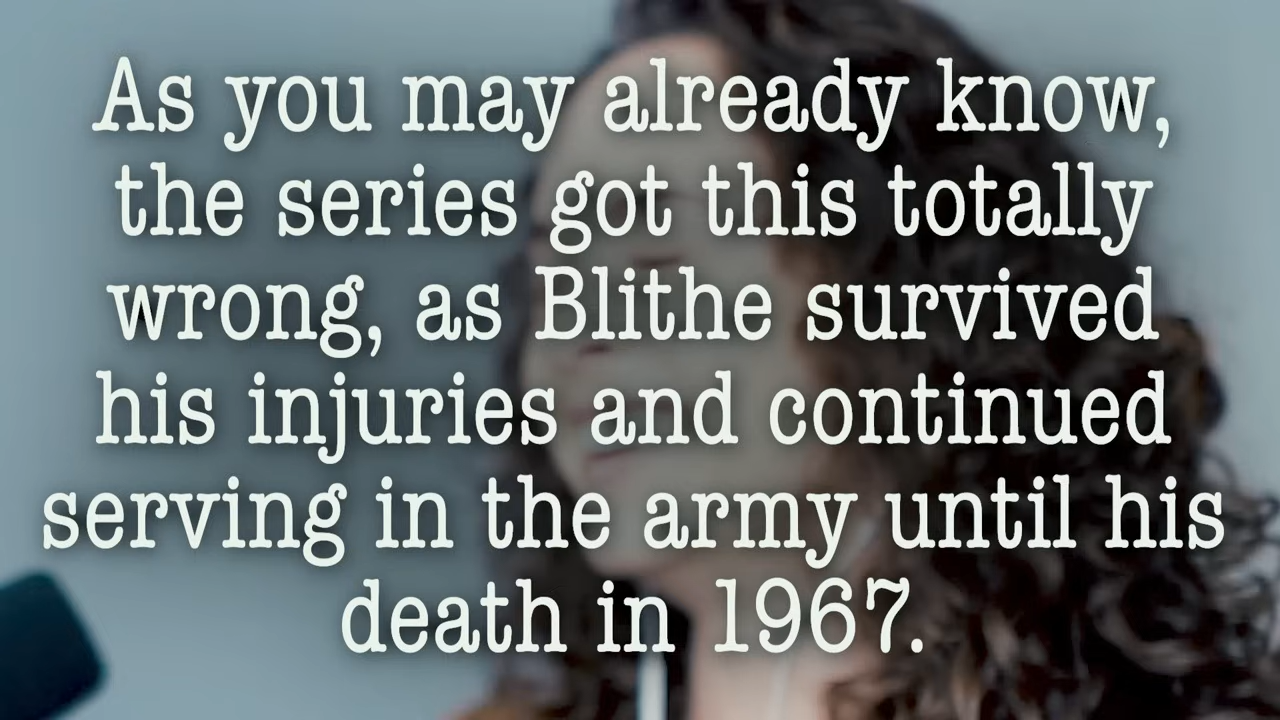 As you may already know,
the series got this totally
wrong, as Blithe survived
his injuries and continued
serving in the army until his
death in 1967.